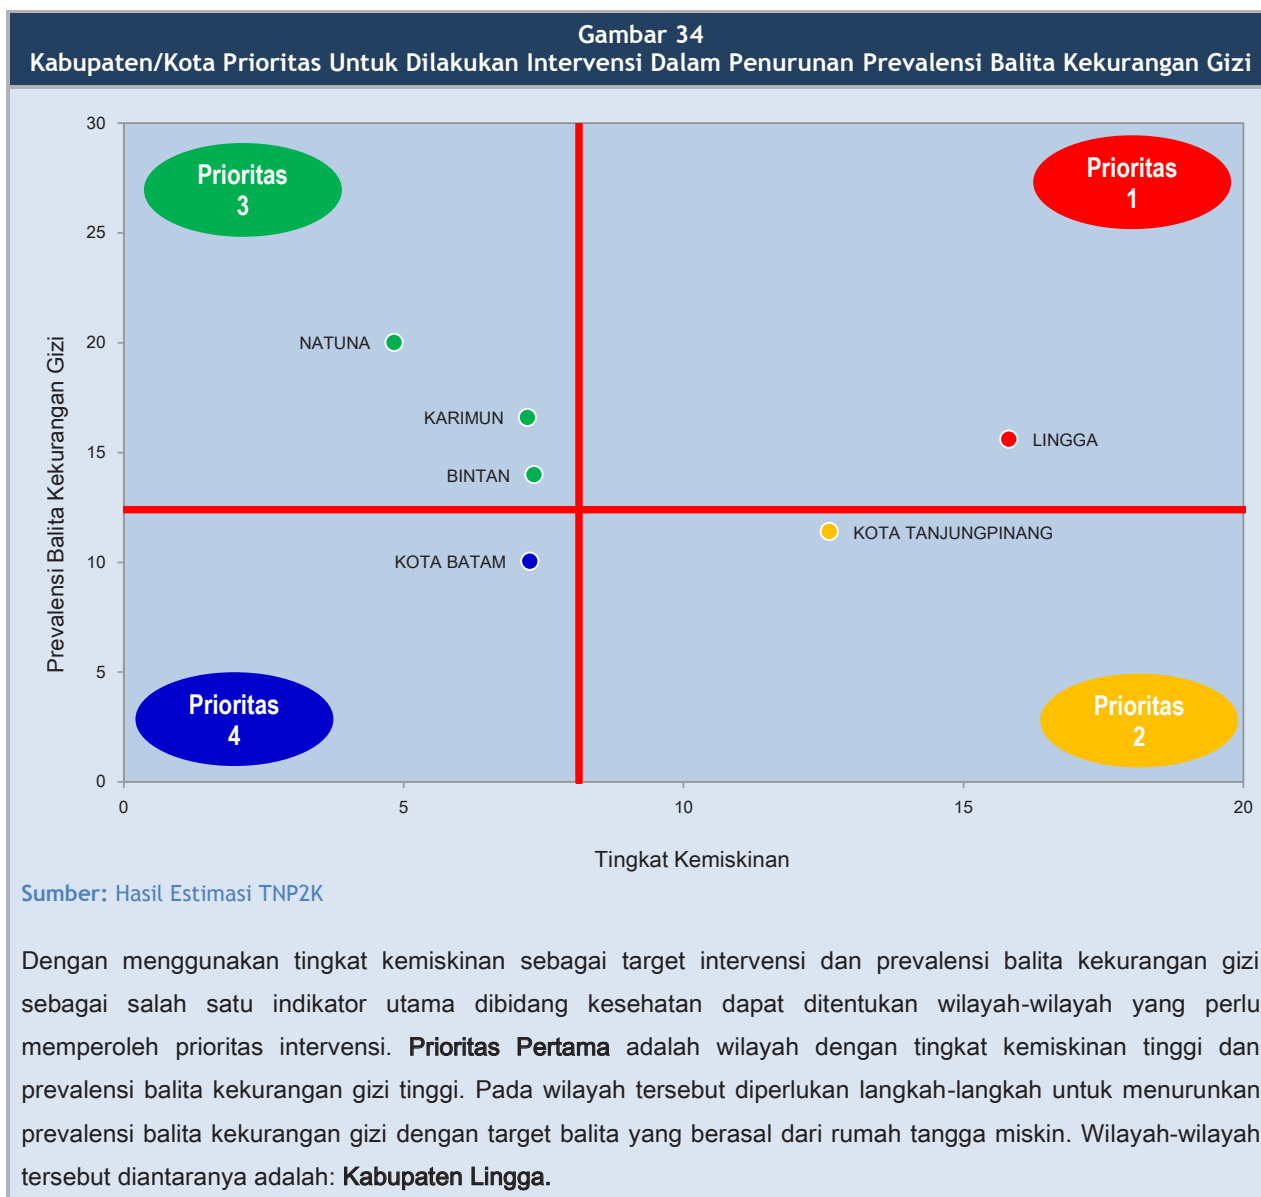 Gambar 34
Kabupaten/Kota Prioritas Untuk Dilakukan Intervensi Dalam Penurunan Prevalensi Balita Kekurangan Gizi
30
Prioritas
3
Prioritas
1
25
Prevalensi Balita Kekurangan Gizi
20
NATUNA
KARIMUN
LINGGA
15
BINTAN
KOTA TANJUNGPINANG
10
KOTA BATAM
5
Prioritas
4
Prioritas
2
0
0
5
10
15
20
Tingkat Kemiskinan
Sumber: Hasil Estimasi TNP2K
Dengan menggunakan tingkat kemiskinan sebagai target intervensi dan prevalensi balita kekurangan gizi
sebagai salah satu indikator utama dibidang kesehatan dapat ditentukan wilayah-wilayah yang perlu
memperoleh prioritas intervensi. Prioritas Pertama adalah wilayah dengan tingkat kemiskinan tinggi dan
prevalensi balita kekurangan gizi tinggi. Pada wilayah tersebut diperlukan langkah-langkah untuk menurunkan
prevalensi balita kekurangan gizi dengan target balita yang berasal dari rumah tangga miskin. Wilayah-wilayah
tersebut diantaranya adalah: Kabupaten Lingga.